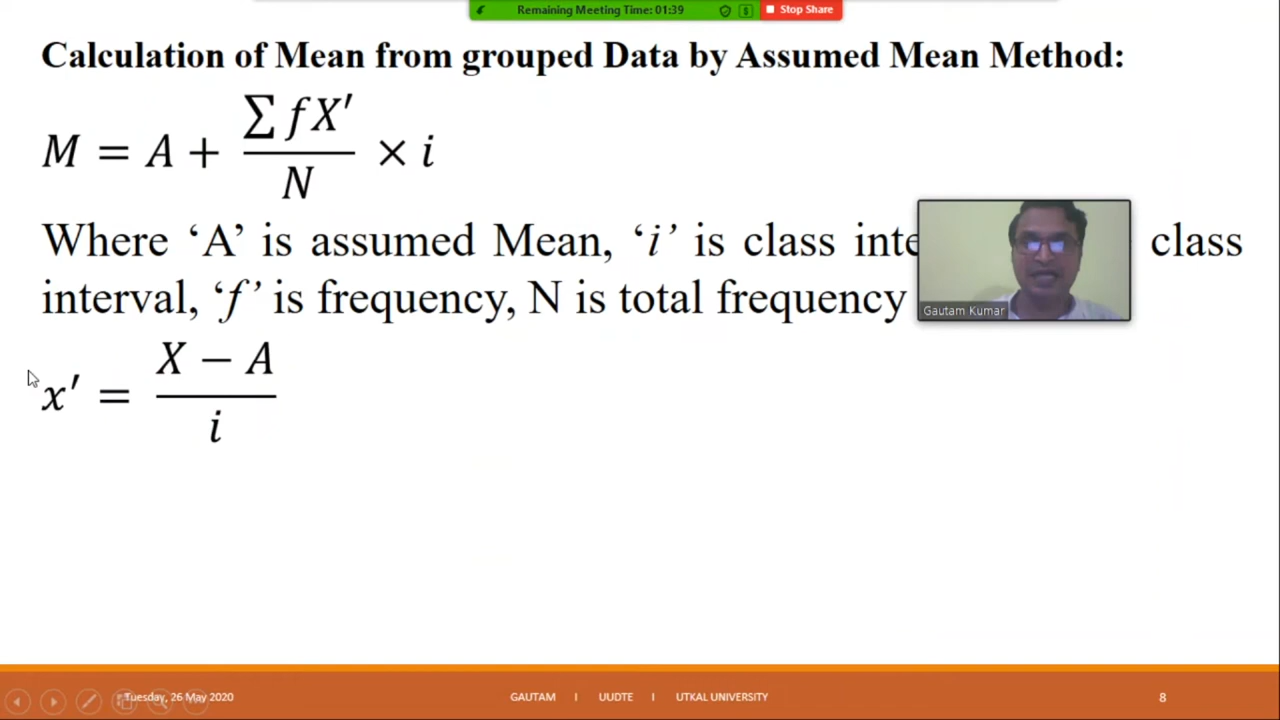 Remaining Meeting Time: 01:39
Stop Share
Calculation of Mean from grouped Data by Assumed Mean Method:
M = A + ∑ fX′ / N × i
Where ‘A’ is assumed Mean, ‘i’ is class class
interval, ‘f’ is frequency, N is total frequency
Gautam Kumar
x′ = X − A / i
Tuesday, 26 May 2020
GAUTAM I UUDTE I UTKAL UNIVERSITY
8